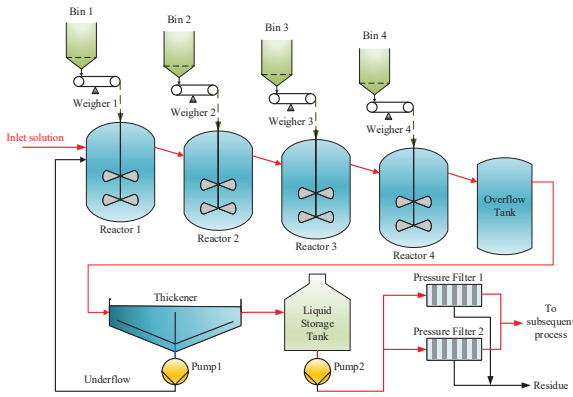 Bin 1
Bin 2
Bin 3
Bin 4
Weigher 1
Weigher 2
Weigher 3
Weigher 4
Inlet solution
Reactor 1
Reactor 2
Reactor 3
Reactor 4
Overflow
Tank
Thickener
Liquid
Storage
Tank
Pressure Filter 1
Pressure Filter 2
To
subsequent
process
Pump1
Pump2
Underflow
Residue